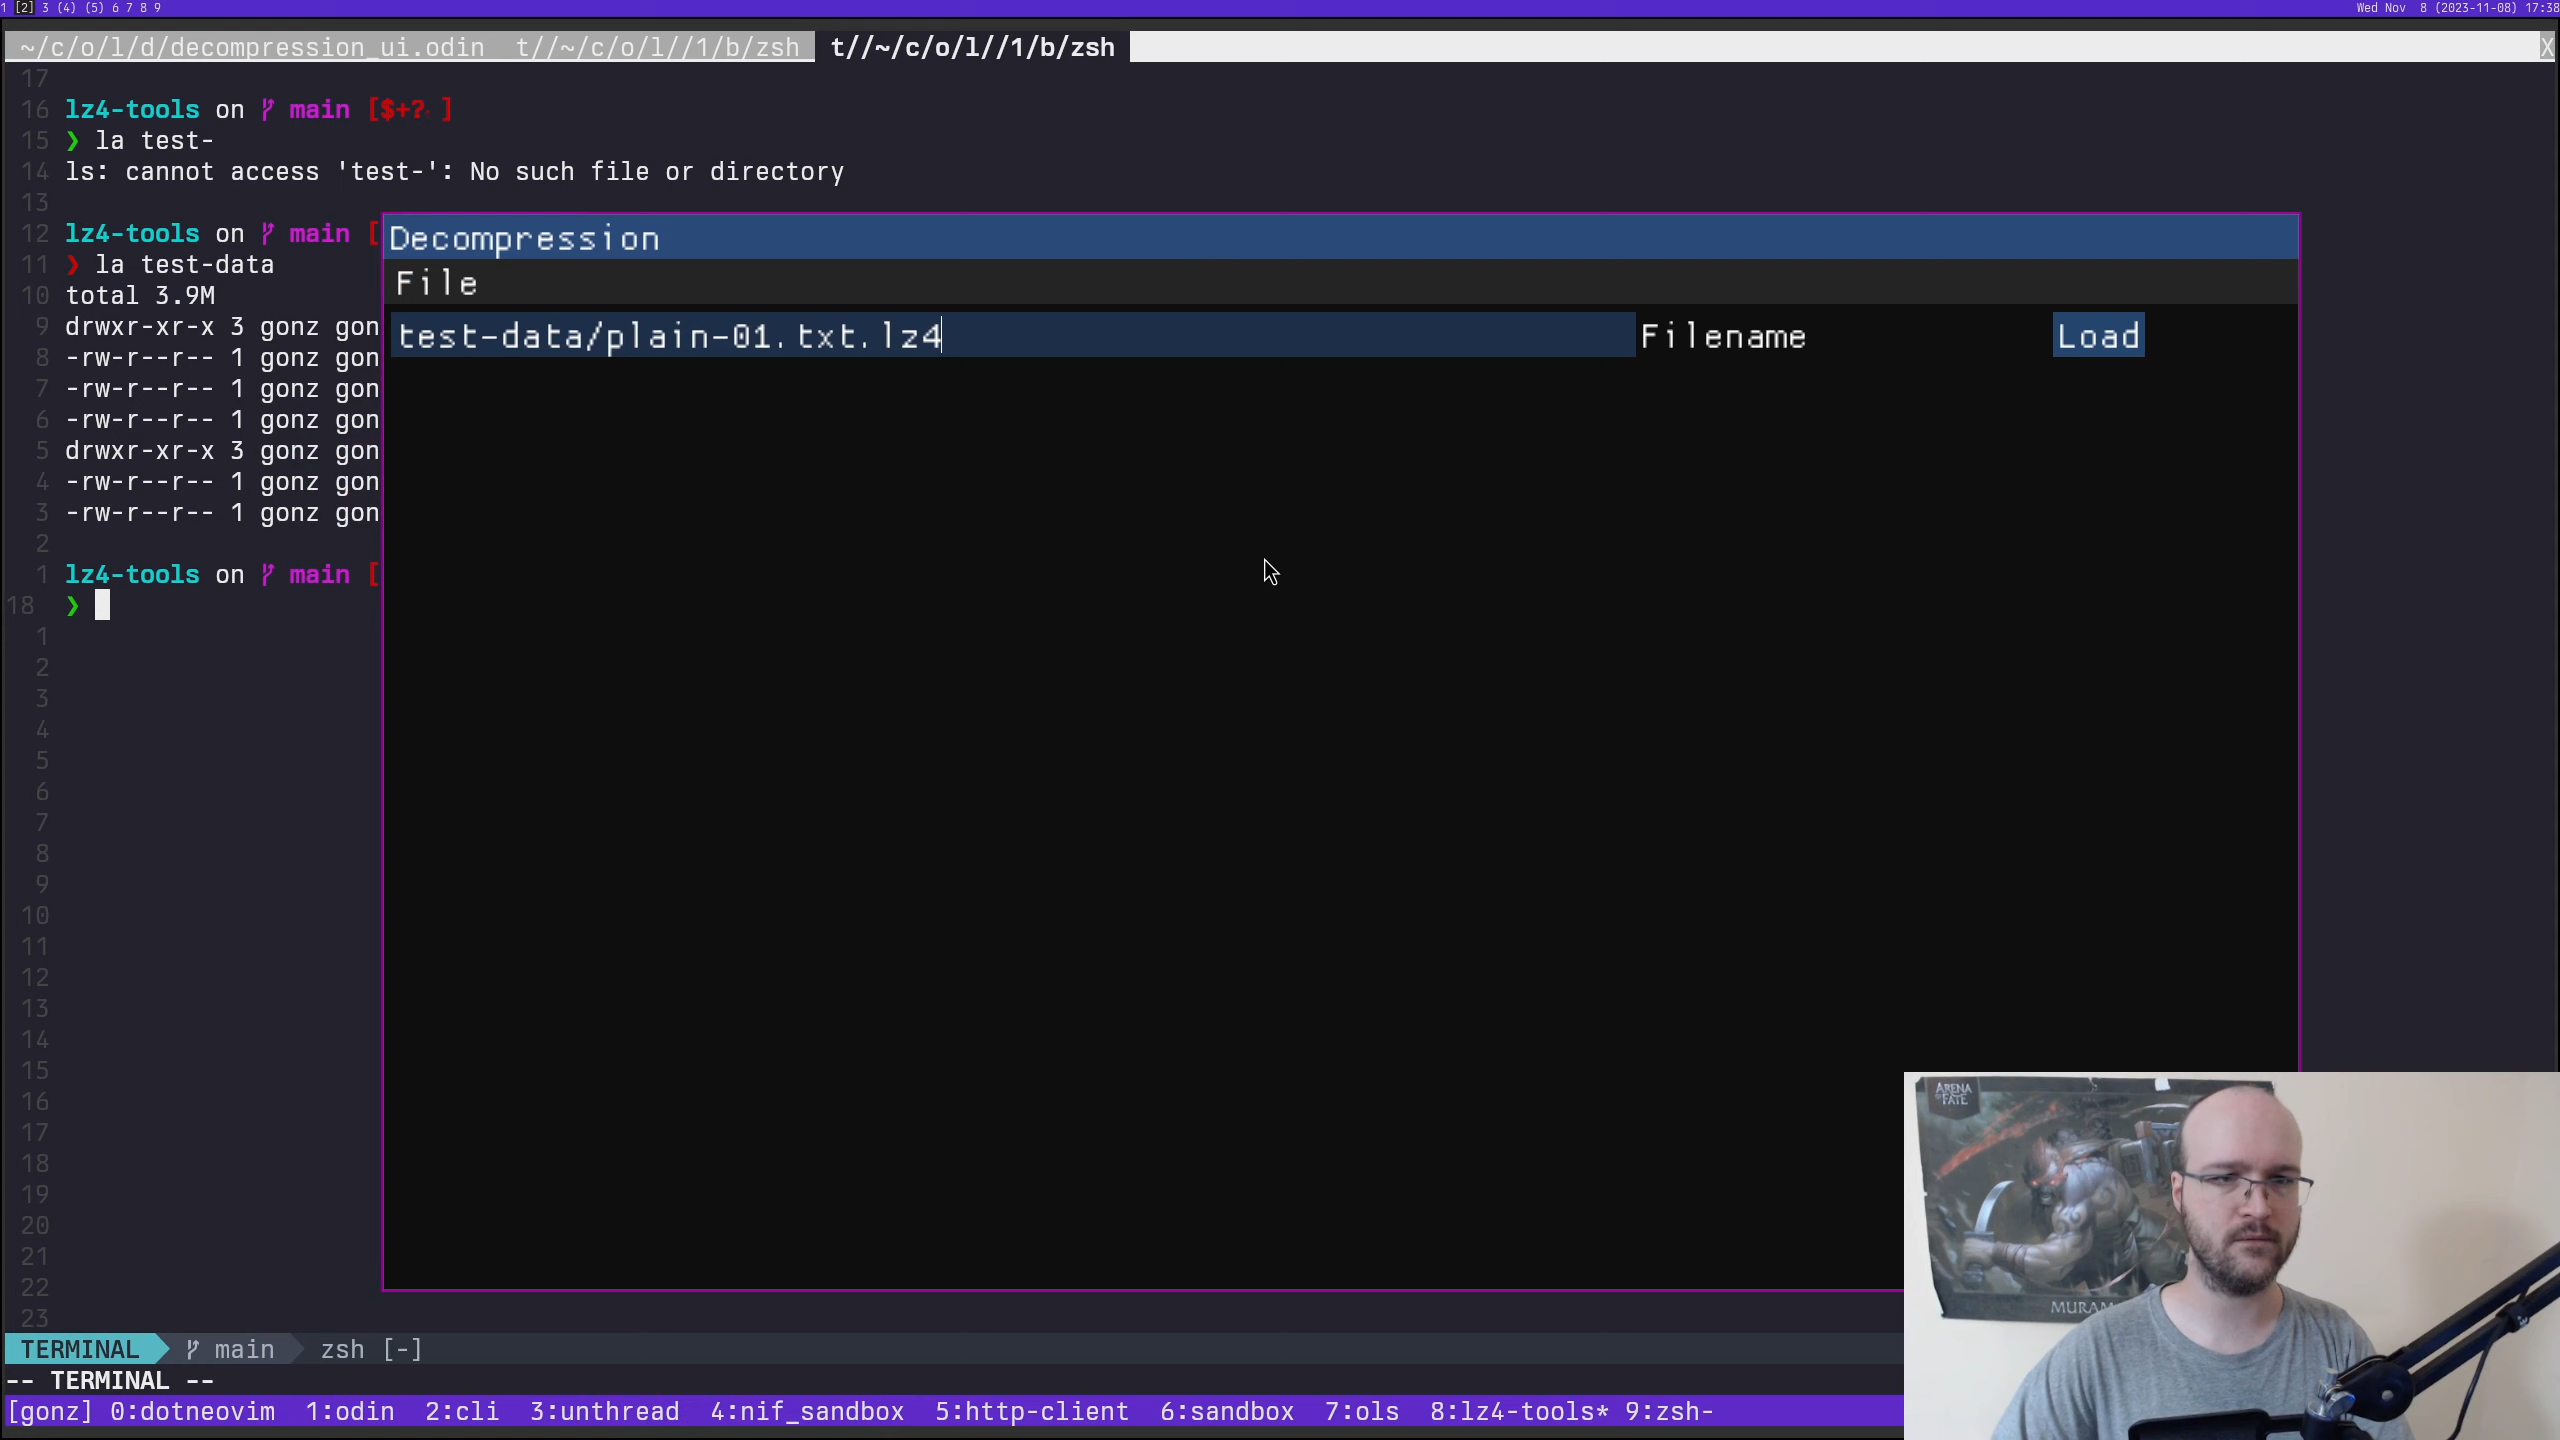 1 [2] 3 (4) (5) 6 7 8 9
Wed Nov  8 (2023-11-08) 17:38
~/c/o/l/d/decompression_ui.odin  t//~/c/o/l//1/b/zsh  t//~/c/o/l//1/b/zsh  X
17
16 lz4-tools on main [$+? ]
15 ❯ la test-
14 ls: cannot access 'test-': No such file or directory
13
12 lz4-tools on main [
11 ❯ la test-data
10 total 3.9M
9 drwxr-xr-x 3 gonz gon
8 -rw-r--r-- 1 gonz gon
7 -rw-r--r-- 1 gonz gon
6 -rw-r--r-- 1 gonz gon
5 drwxr-xr-x 3 gonz gon
4 -rw-r--r-- 1 gonz gon
3 -rw-r--r-- 1 gonz gon
2
1 lz4-tools on main [
18 ❯
1
2
3
4
5
6
7
8
9
10
11
12
13
14
15
16
17
18
19
20
21
22
23
Decompression
File
test-data/plain-01.txt.lz4 Filename Load
ARENA
FATE
MURAM
TERMINAL main zsh [-]
-- TERMINAL --
[gonz] 0:dotneovim  1:odin  2:cli  3:unthread  4:nif_sandbox  5:http-client  6:sandbox  7:ols  8:lz4-tools* 9:zsh-